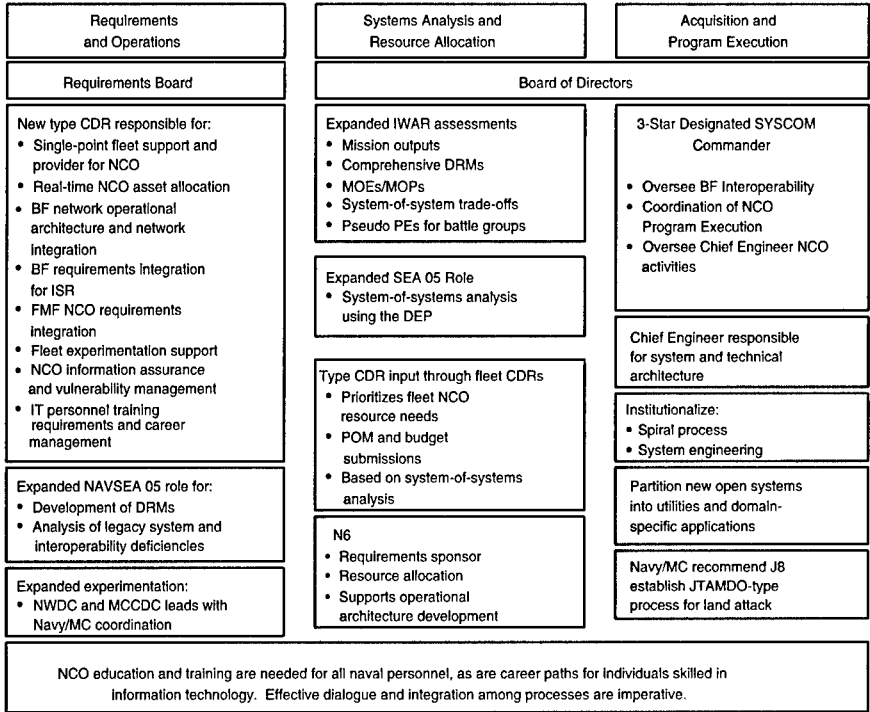 Requirements
and Operations
Systems Analysis and
Resource Allocation
Acquisition and
Program Execution
Requirements Board
Board of Directors
New type CDR responsible for:
• Single-point fleet support and
provider for NCO
• Real-time NCO asset allocation
• BF network operational
architecture and network
integration
• BF requirements integration
for ISR
• FMF NCO requirements
integration
• Fleet experimentation support
• NCO information assurance
and vulnerability management
• IT personnel training
requirements and career
management
Expanded NAVSEA 05 role for:
• Development of DRMs
• Analysis of legacy system and
interoperability deficiencies
Expanded experimentation:
• NWDC and MCCDC leads with
Navy/MC coordination
Expanded IWAR assessments
• Mission outputs
• Comprehensive DRMs
• MOEs/MOPs
• System-of-system trade-offs
• Pseudo PEs for battle groups
Expanded SEA 05 Role
• System-of-systems analysis
using the DEP
Type CDR input through fleet CDRs
• Prioritizes fleet NCO
resource needs
• POM and budget
submissions
• Based on system-of-systems
analysis
N6
• Requirements sponsor
• Resource allocation
• Supports operational
architecture development
3-Star Designated SYSCOM
Commander
• Oversee BF Interoperability
• Coordination of NCO
Program Execution
• Oversee Chief Engineer NCO
activities
Chief Engineer responsible
for system and technical
architecture
Institutionalize:
• Spiral process
• System engineering
Partition new open systems
into utilities and domain-
specific applications
Navy/MC recommend J8
establish JTAMDO-type
process for land attack
NCO education and training are needed for all naval personnel, as are career paths for individuals skilled in
information technology. Effective dialogue and integration among processes are imperative.